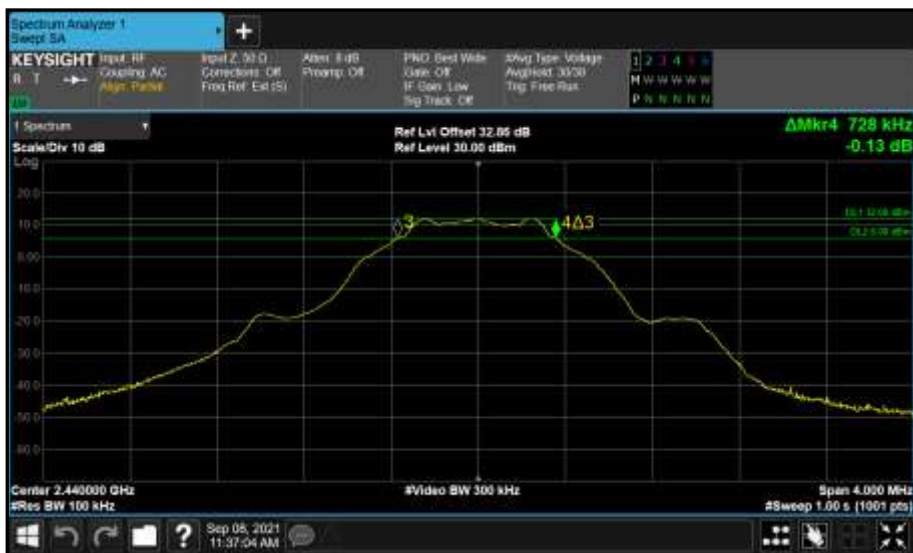 Spectrum Analyzer 1
Swept SA
+
KEYSIGHT
R T
Input: RF
Coupling: AC
Align: Partial
Input Z: 50 Ω
Corrections: Off
Freq Ref: Ext (S)
Atten: 8 dB
Preamp: Off
PNO: Best Wide
Gate: Off
IF Gain: Low
Sig Track: Off
#Avg Type: Voltage
Avg|Hold: 30/30
Trig: Free Run
1 2 3 4 5 6
M W W W W W
P N N N N N
1 Spectrum
Scale/Div 10 dB
Ref Lvl Offset 32.86 dB
Ref Level 30.00 dBm
ΔMkr4 728 kHz
-0.13 dB
Log
20.0
10.0
0.00
-20.0
-30.0
-40.0
-50.0
-60.0
3
4Δ3
Center 2.440000 GHz
#Res BW 100 kHz
#Video BW 300 kHz
Span 4.000 MHz
#Sweep 1.00 s (1001 pts)
?
Sep 08, 2021
11:37:04 AM